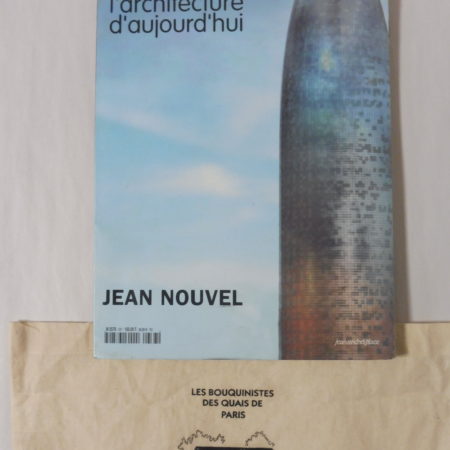 l'architecture
d'aujourd'hui
JEAN NOUVEL
LES BOUQUINISTES
DES QUAIS DE
PARIS